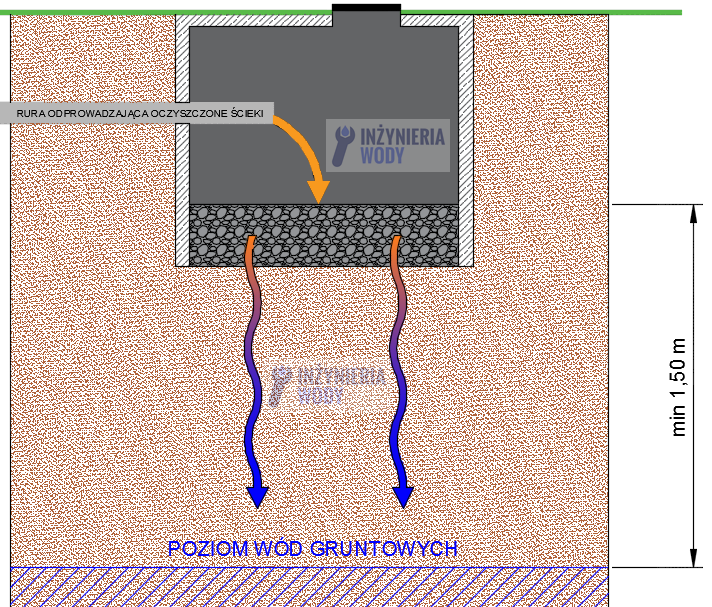 RURA ODPROWADZAJĄCA OCZYSZCZONE ŚCIEKI
INŻYNIERIA
WODY
INŻYNIERIA
WODY
min 1,50 m
POZIOM WÓD GRUNTOWYCH